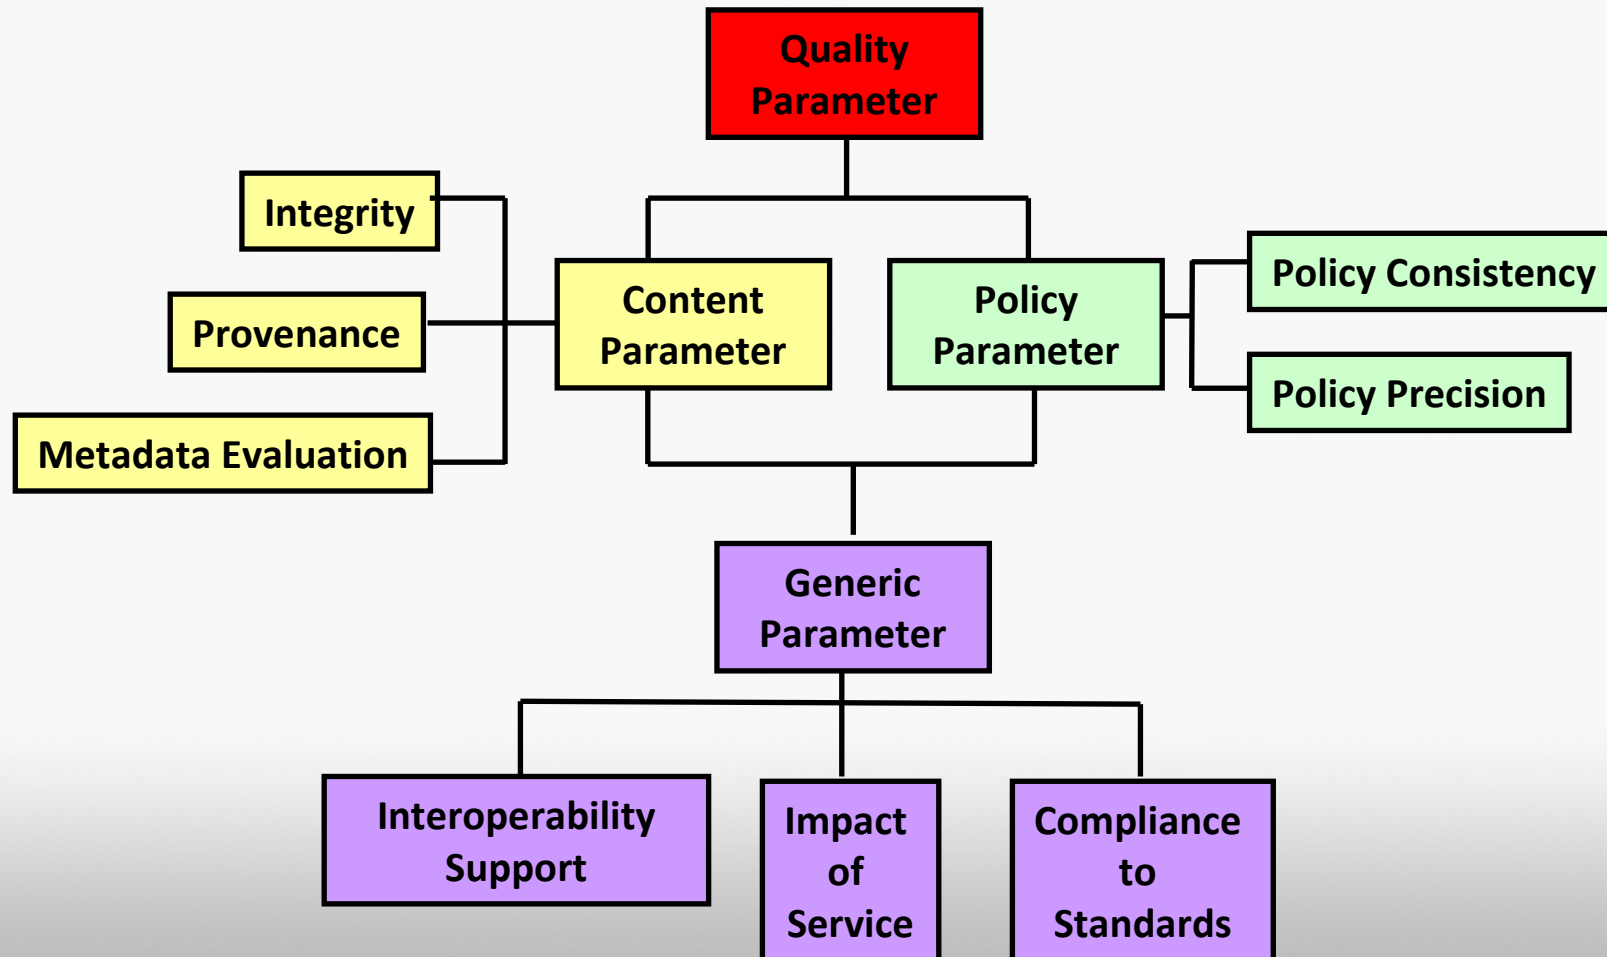 Quality
Parameter
Integrity
Provenance
Metadata Evaluation
Content
Parameter
Policy
Parameter
Policy Consistency
Policy Precision
Generic
Parameter
Interoperability
Support
Impact
of
Service
Compliance
to
Standards